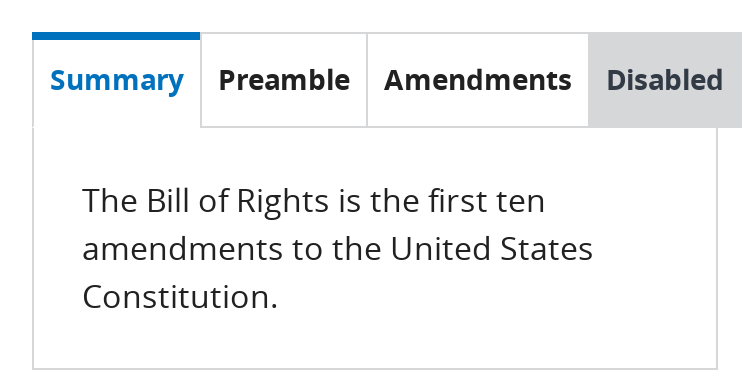 Summary Preamble Amendments Disabled
The Bill of Rights is the first ten
amendments to the United States
Constitution.